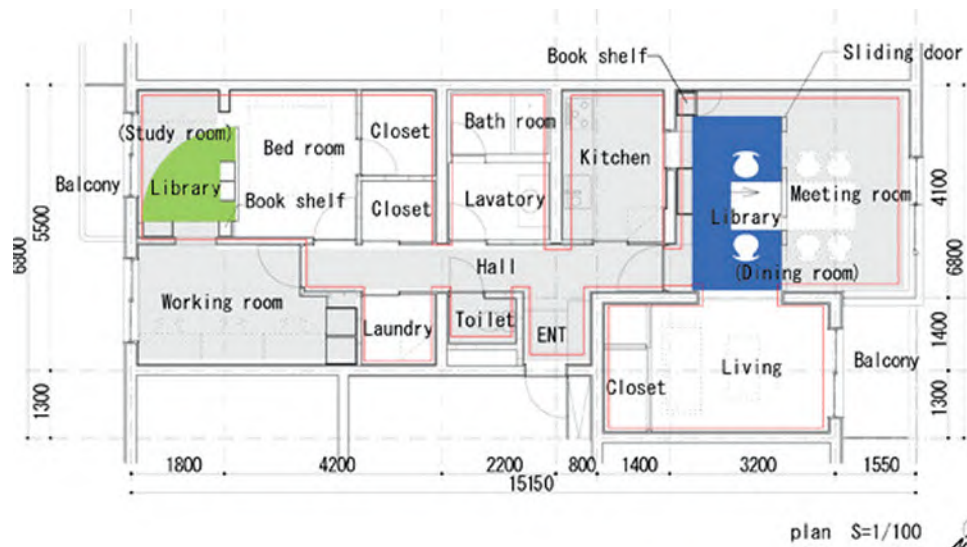 Book shelf
Sliding door
(Study room)
Bed room
Closet
Bath room
Kitchen
Balcony
Library
Book shelf
Closet
Lavatory
Library
Meeting room
(Dining room)
Hall
Working room
Laundry
Toilet
ENT
Closet
Living
Balcony
6800
5500
1300
4100
6800
1400
1300
1800
4200
2200
800
1400
3200
1550
15150
plan S=1/100